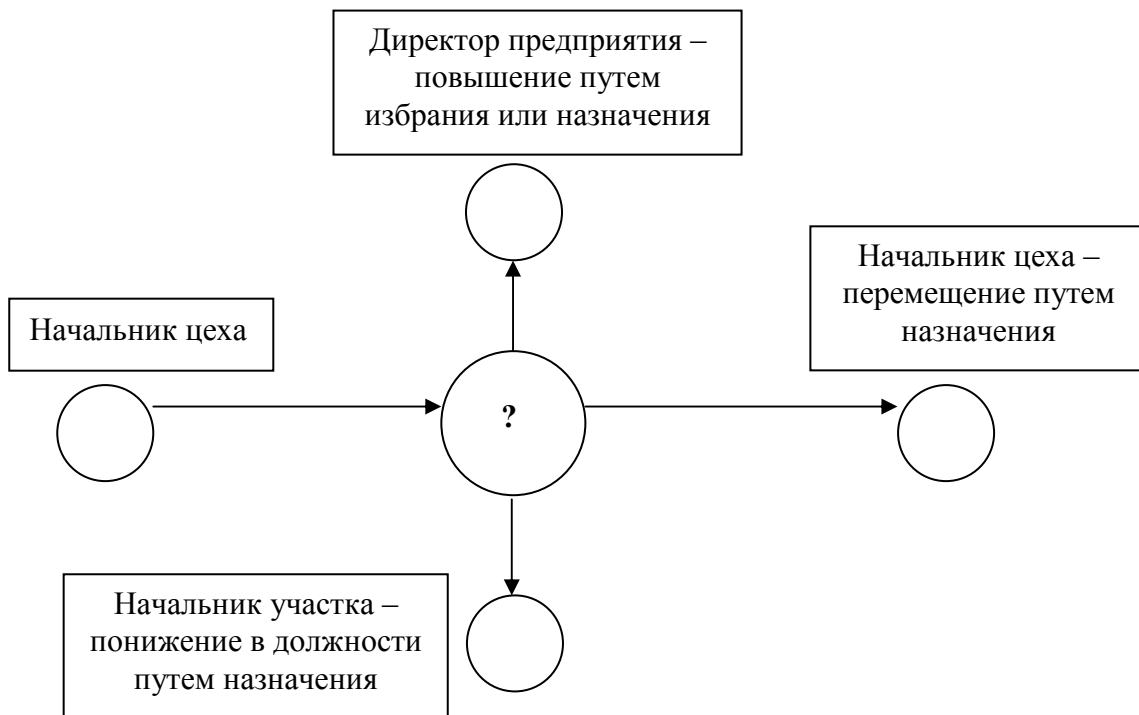 Директор предприятия –
повышение путем
избрания или назначения
Начальник цеха –
перемещение путем
назначения
Начальник цеха
?
Начальник участка –
понижение в должности
путем назначения